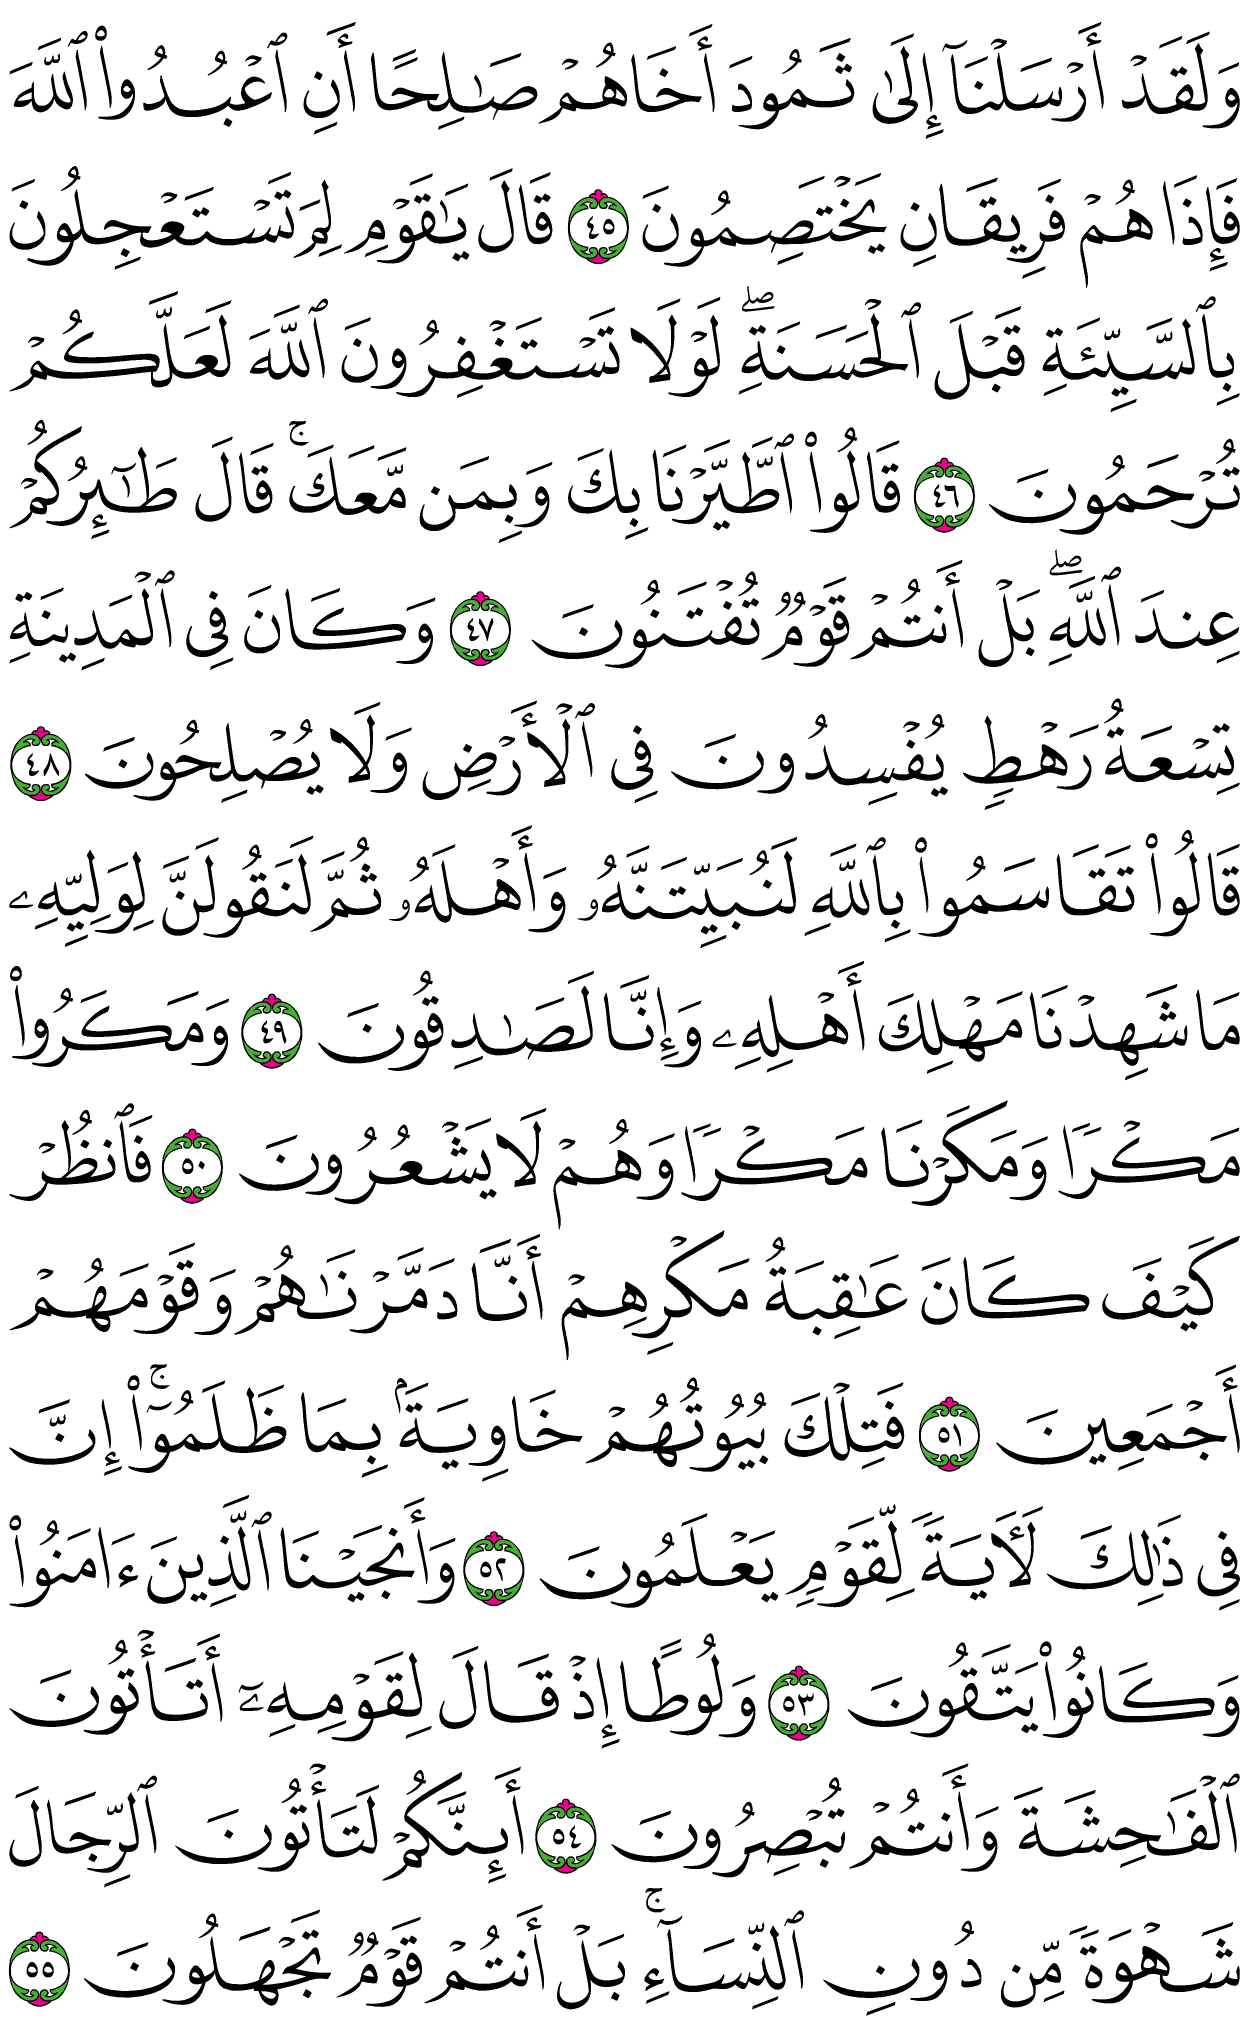 وَلَقَدۡ أَرۡسَلۡنَآ إِلَىٰ ثَمُودَ أَخَاهُمۡ صَٰلِحًا أَنِ ٱعۡبُدُواْ ٱللَّهَ
فَإِذَا هُمۡ فَرِيقَانِ يَخۡتَصِمُونَ ٤٥ قَالَ يَٰقَوۡمِ لِمَ تَسۡتَعۡجِلُونَ
بِٱلسَّيِّئَةِ قَبۡلَ ٱلۡحَسَنَةِۖ لَوۡلَا تَسۡتَغۡفِرُونَ ٱللَّهَ لَعَلَّكُمۡ
تُرۡحَمُونَ ٤٦ قَالُواْ ٱطَّيَّرۡنَا بِكَ وَبِمَن مَّعَكَۚ قَالَ طَٰٓئِرُكُمۡ
عِندَ ٱللَّهِۖ بَلۡ أَنتُمۡ قَوۡمٞ تُفۡتَنُونَ ٤٧ وَكَانَ فِي ٱلۡمَدِينَةِ
تِسۡعَةُ رَهۡطٖ يُفۡسِدُونَ فِي ٱلۡأَرۡضِ وَلَا يُصۡلِحُونَ ٤٨
قَالُواْ تَقَاسَمُواْ بِٱللَّهِ لَنُبَيِّتَنَّهُۥ وَأَهۡلَهُۥ ثُمَّ لَنَقُولَنَّ لِوَلِيِّهِۦ
مَا شَهِدۡنَا مَهۡلِكَ أَهۡلِهِۦ وَإِنَّا لَصَٰدِقُونَ ٤٩ وَمَكَرُواْ
مَكۡرٗا وَمَكَرۡنَا مَكۡرٗا وَهُمۡ لَا يَشۡعُرُونَ ٥٠ فَٱنظُرۡ
كَيۡفَ كَانَ عَٰقِبَةُ مَكۡرِهِمۡ أَنَّا دَمَّرۡنَٰهُمۡ وَقَوۡمَهُمۡ
أَجۡمَعِينَ ٥١ فَتِلۡكَ بُيُوتُهُمۡ خَاوِيَةَۢ بِمَا ظَلَمُوٓاْۚ إِنَّ
فِي ذَٰلِكَ لَأٓيَةٗ لِّقَوۡمٖ يَعۡلَمُونَ ٥٢ وَأَنجَيۡنَا ٱلَّذِينَ ءَامَنُواْ
وَكَانُواْ يَتَّقُونَ ٥٣ وَلُوطًا إِذۡ قَالَ لِقَوۡمِهِۦٓ أَتَأۡتُونَ
ٱلۡفَٰحِشَةَ وَأَنتُمۡ تُبۡصِرُونَ ٥٤ أَئِنَّكُمۡ لَتَأۡتُونَ ٱلرِّجَالَ
شَهۡوَةٗ مِّن دُونِ ٱلنِّسَآءِۚ بَلۡ أَنتُمۡ قَوۡمٞ تَجۡهَلُونَ ٥٥